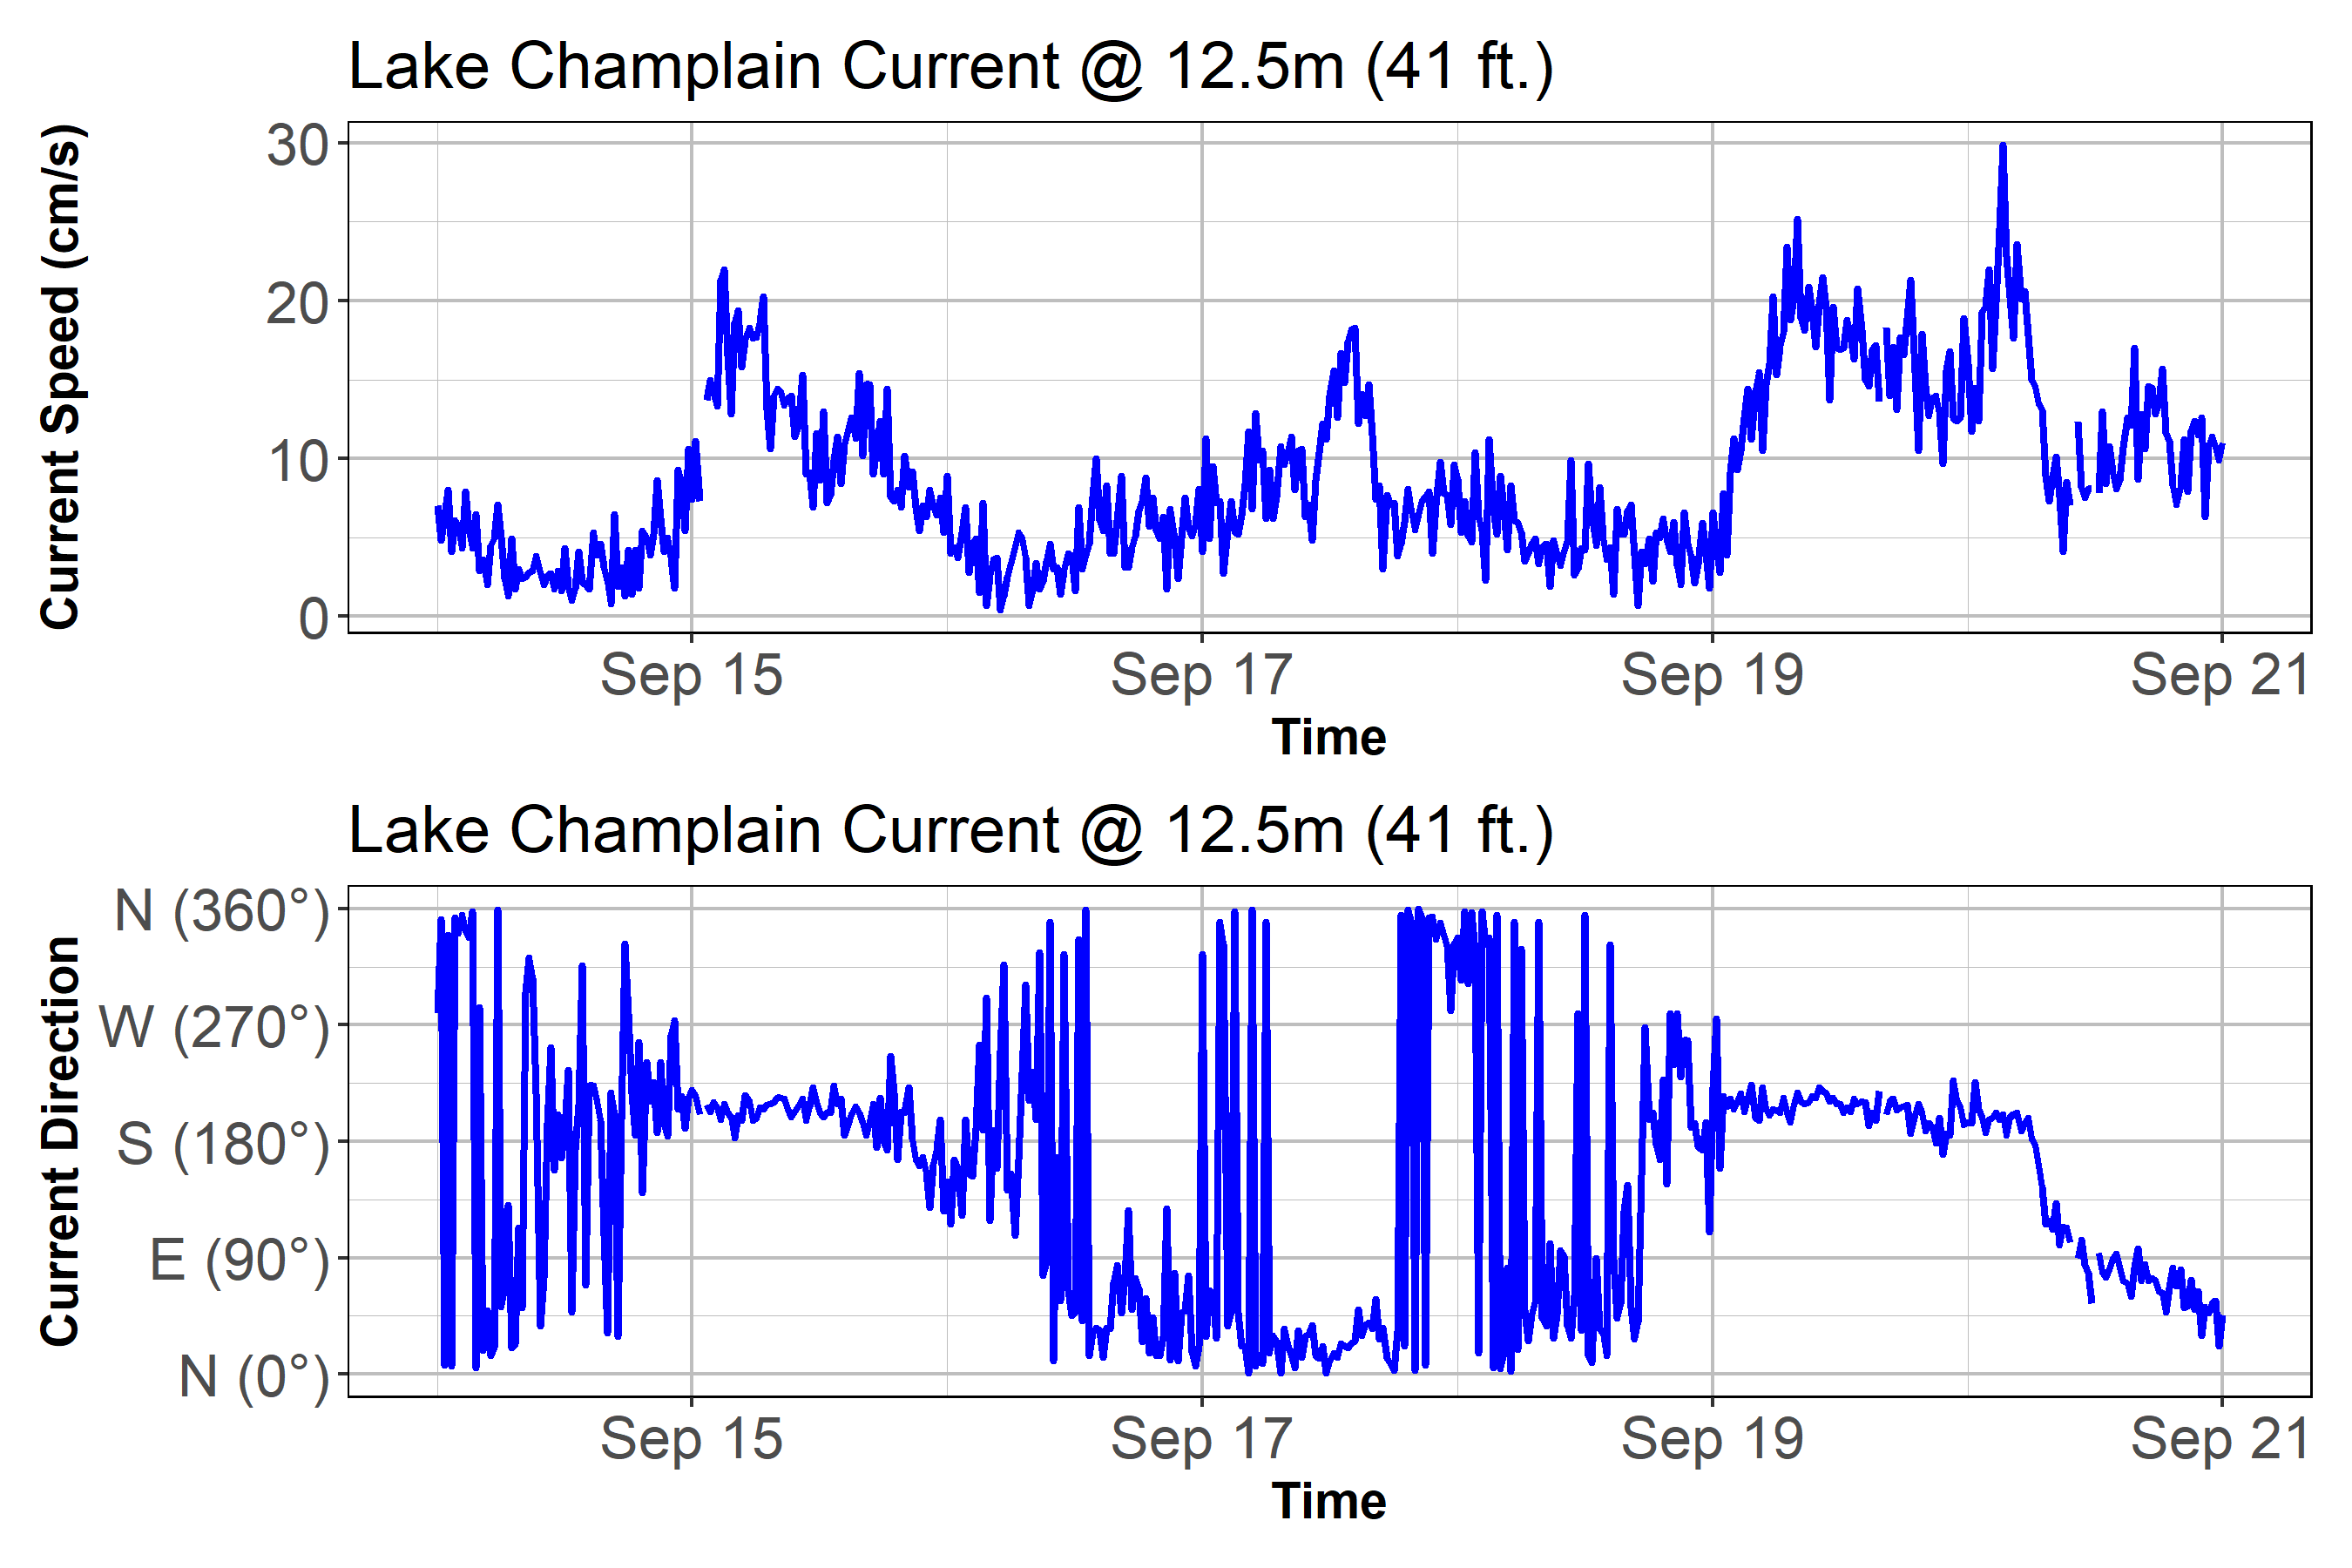 Lake Champlain Current @ 12.5m (41 ft.)
Current Speed (cm/s)
30
20
10
0
Sep 15 Sep 17 Sep 19 Sep 21
Time
Lake Champlain Current @ 12.5m (41 ft.)
Current Direction
N (360°)
W (270°)
S (180°)
E (90°)
N (0°)
Sep 15 Sep 17 Sep 19 Sep 21
Time